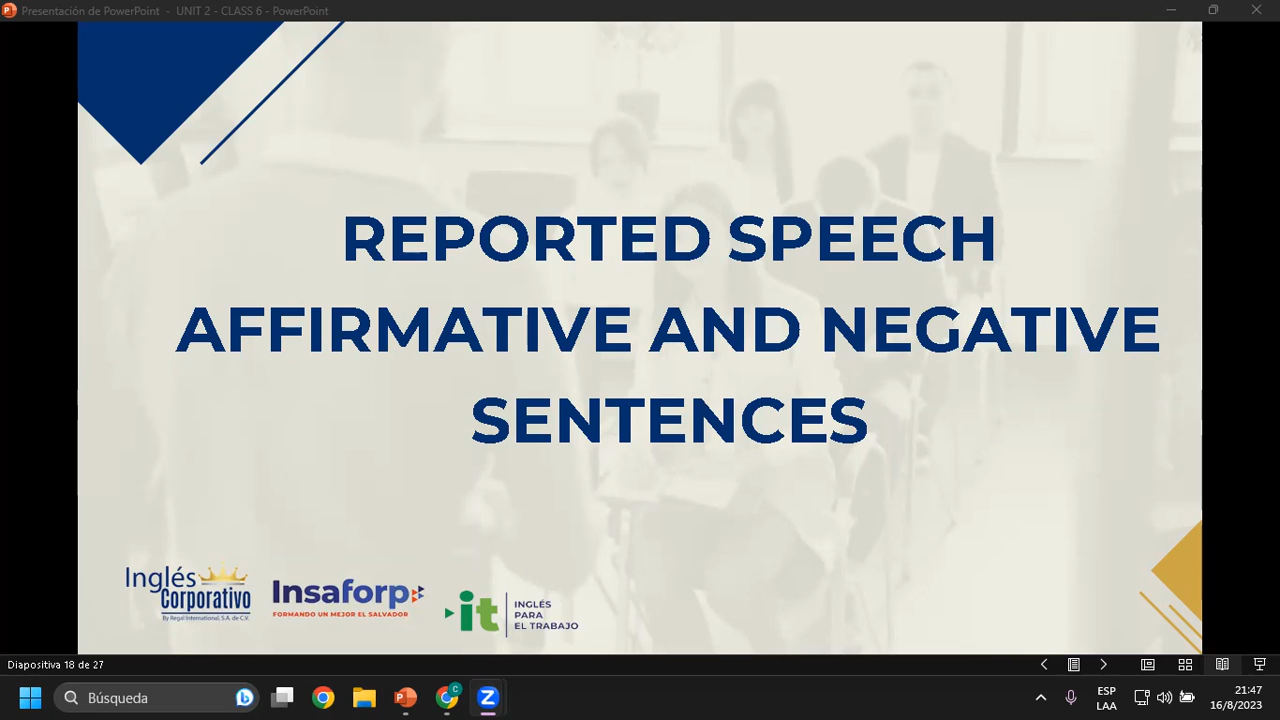 Presentación de PowerPoint - UNIT 2 - CLASS 6 - PowerPoint
REPORTED SPEECH
AFFIRMATIVE AND NEGATIVE
SENTENCES
Inglés
Corporativo
By Regal International, S.A. de C.V.
Insaforp
FORMANDO UN MEJOR EL SALVADOR
it
INGLÉS
PARA
EL TRABAJO
Diapositiva 18 de 27
Búsqueda
ESP
LAA
21:47
16/8/2023